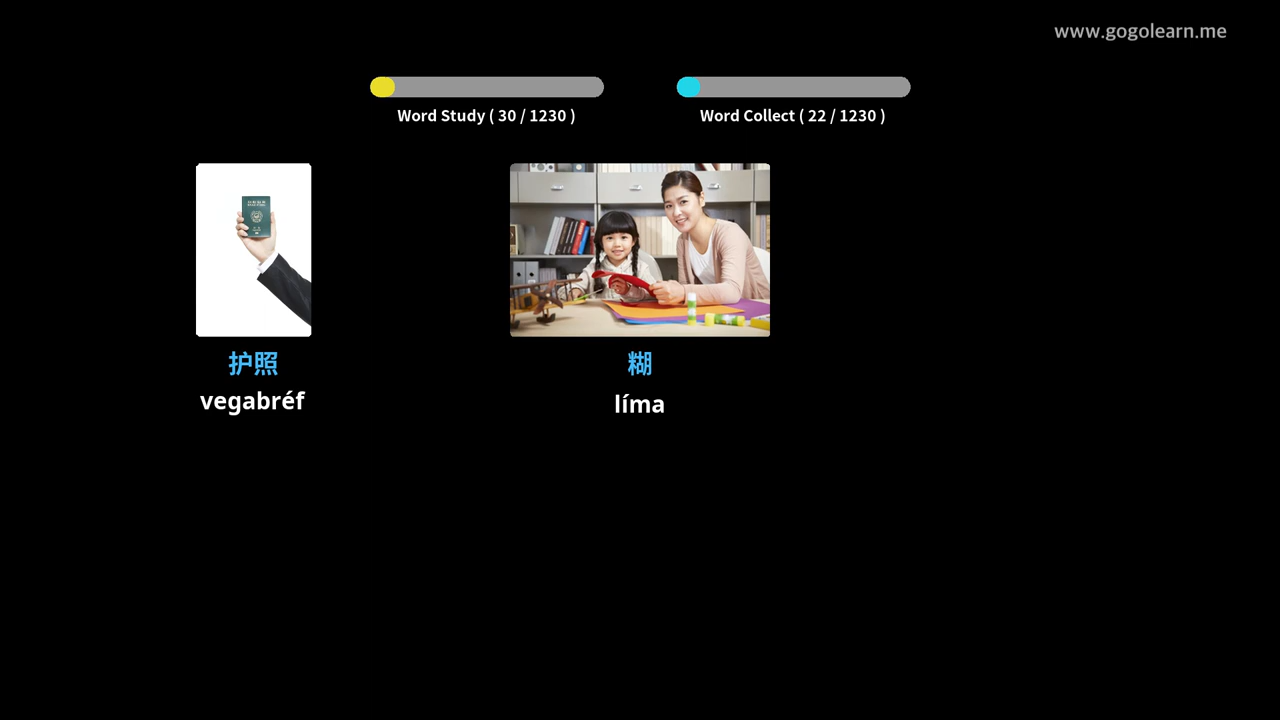 www.gogolearn.me
Word Study ( 30 / 1230 )
Word Collect ( 22 / 1230 )
护照
糊
vegabréf
líma